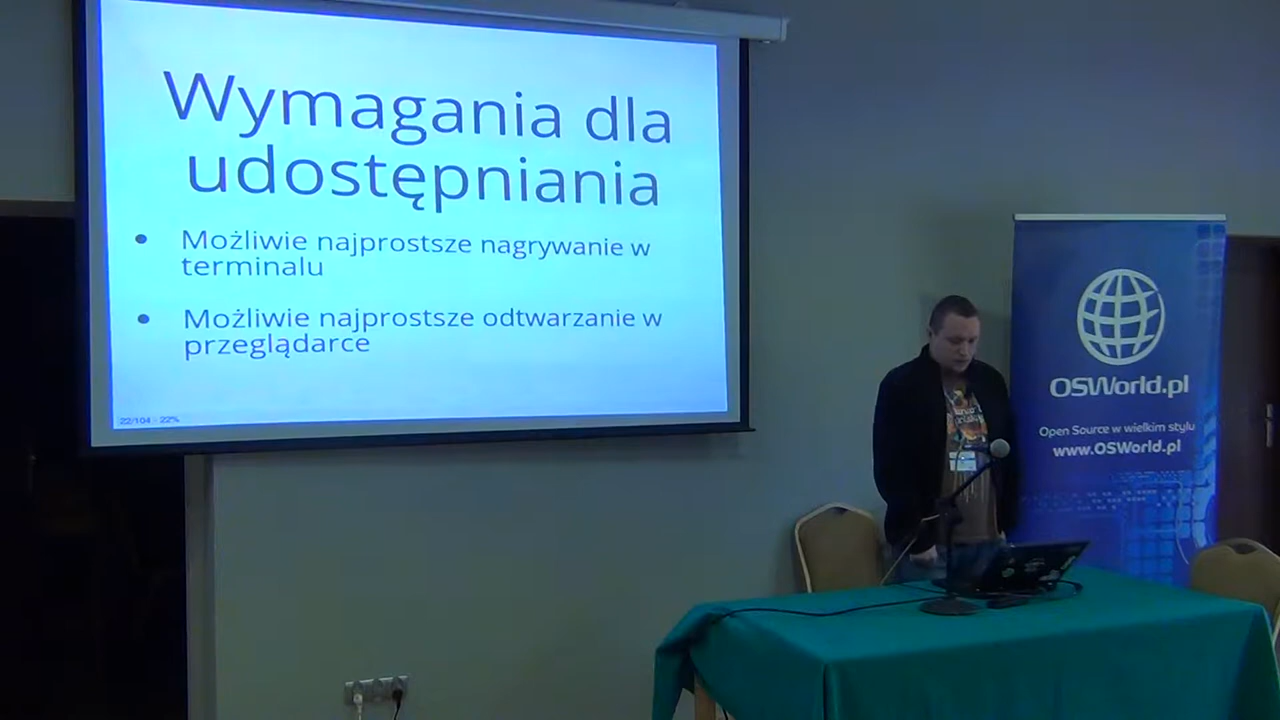 Wymagania dla
udostępniania
• Możliwie najprostsze nagrywanie w
terminalu
• Możliwie najprostsze odtwarzanie w
przeglądarce
22/104 - 22%
OSWorld.pl
Open Source w wielkim stylu
www.OSWorld.pl